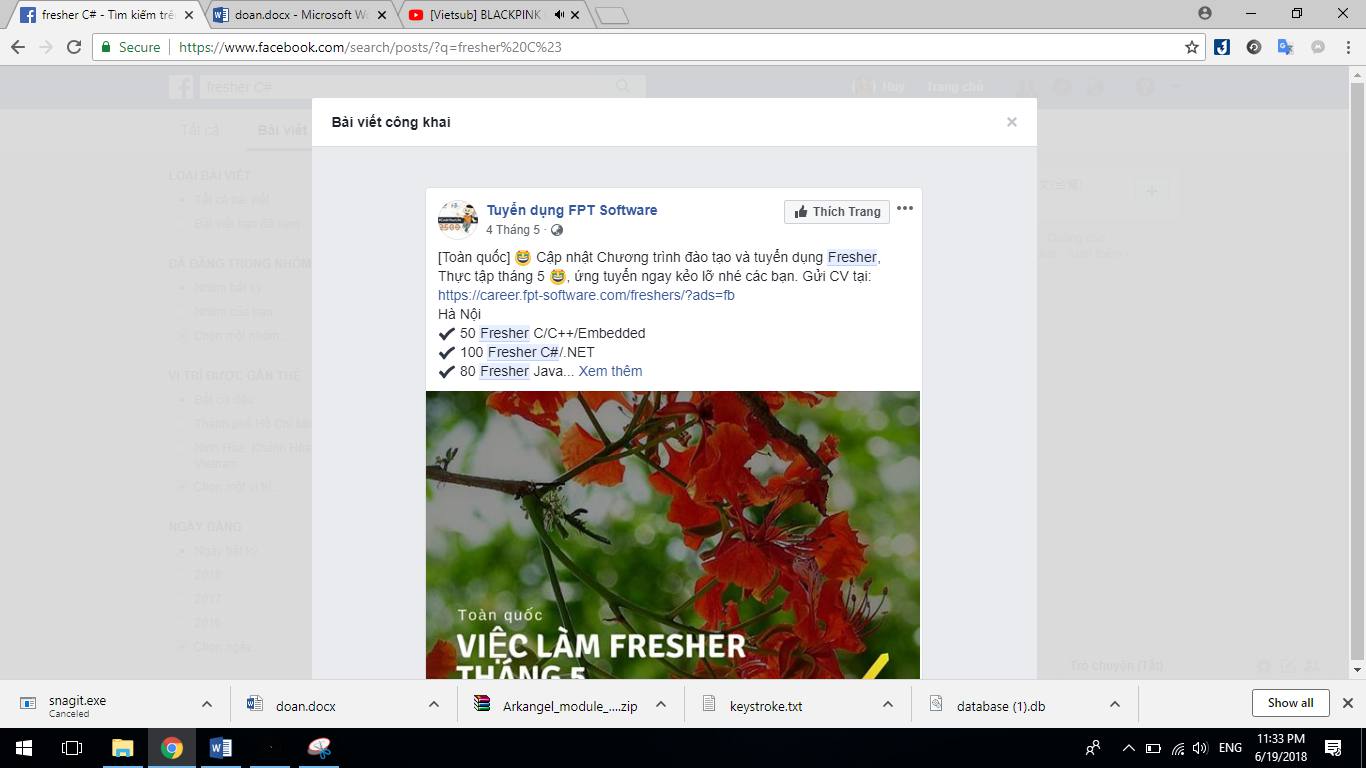 fresher C# - Tìm kiếm trê
doan.docx - Microsoft Wo
[Vietsub] BLACKPINK
Secure
https://www.facebook.com/search/posts/?q=fresher%20C%23
fresher C#
Huy
Trang chủ
Tất cả
Bài viết
Bài viết công khai
LOẠI BÀI VIẾT
Tất cả bài viết
Bài viết bạn đã xem
ĐÃ ĐĂNG TRONG NHÓM
Nhóm bất kỳ
Nhóm của bạn
Chọn một nhóm...
VỊ TRÍ ĐƯỢC GẮN THẺ
Bất cứ đâu
Thành phố Hồ Chí Min
Ninh Hòa, Khánh Hòa,
Vietnam
Chọn một vị trí...
NGÀY ĐĂNG
Ngày bất kỳ
2018
2017
2016
Chọn ngày...
Tuyển dụng FPT Software
4 Tháng 5 ·
Thích Trang
[Toàn quốc] 😂 Cập nhật Chương trình đào tạo và tuyển dụng Fresher,
Thực tập tháng 5 😂, ứng tuyển ngay kẻo lỡ nhé các bạn. Gửi CV tại:
https://career.fpt-software.com/freshers/?ads=fb
Hà Nội
✔ 50 Fresher C/C++/Embedded
✔ 100 Fresher C#/.NET
✔ 80 Fresher Java... Xem thêm
Toàn quốc
VIỆC LÀM FRESHER
THÁNG 5
Trò chuyện (Tắt)
snagit.exe
Canceled
doan.docx
Arkangel_module_....zip
keystroke.txt
database (1).db
Show all
ENG
11:33 PM
6/19/2018